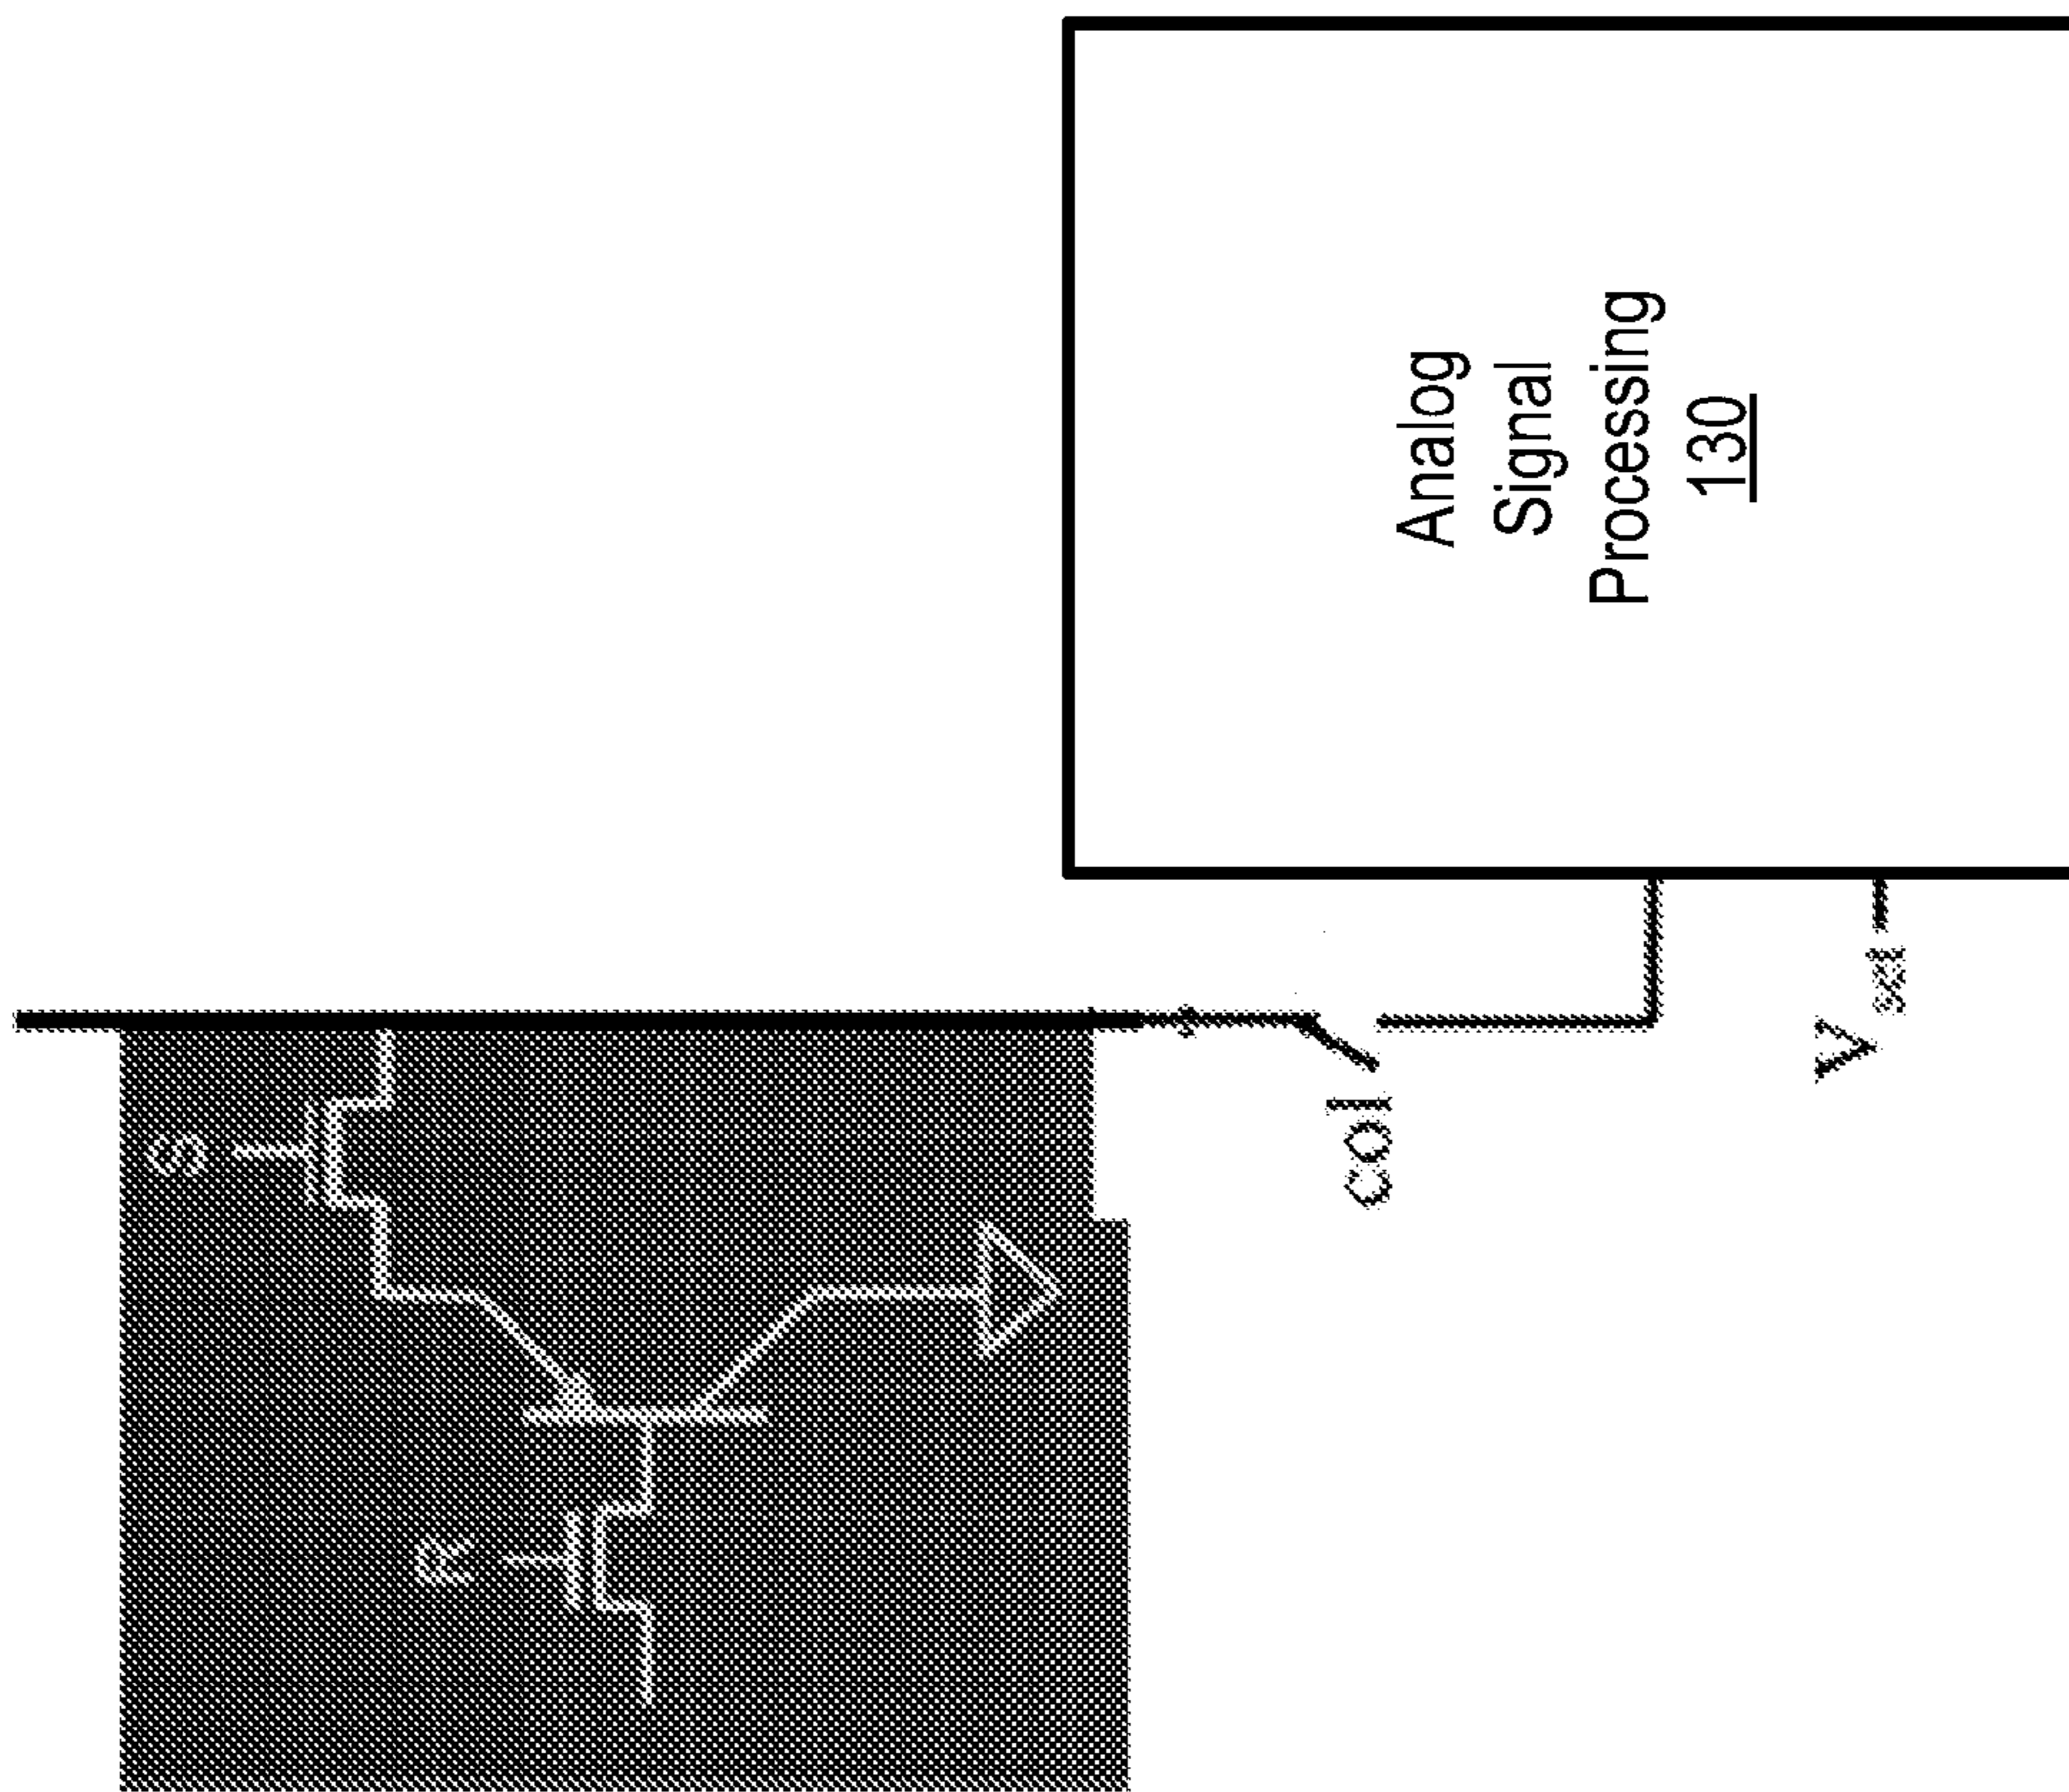 S
R
col
V
Analog
Signal
Processing
130